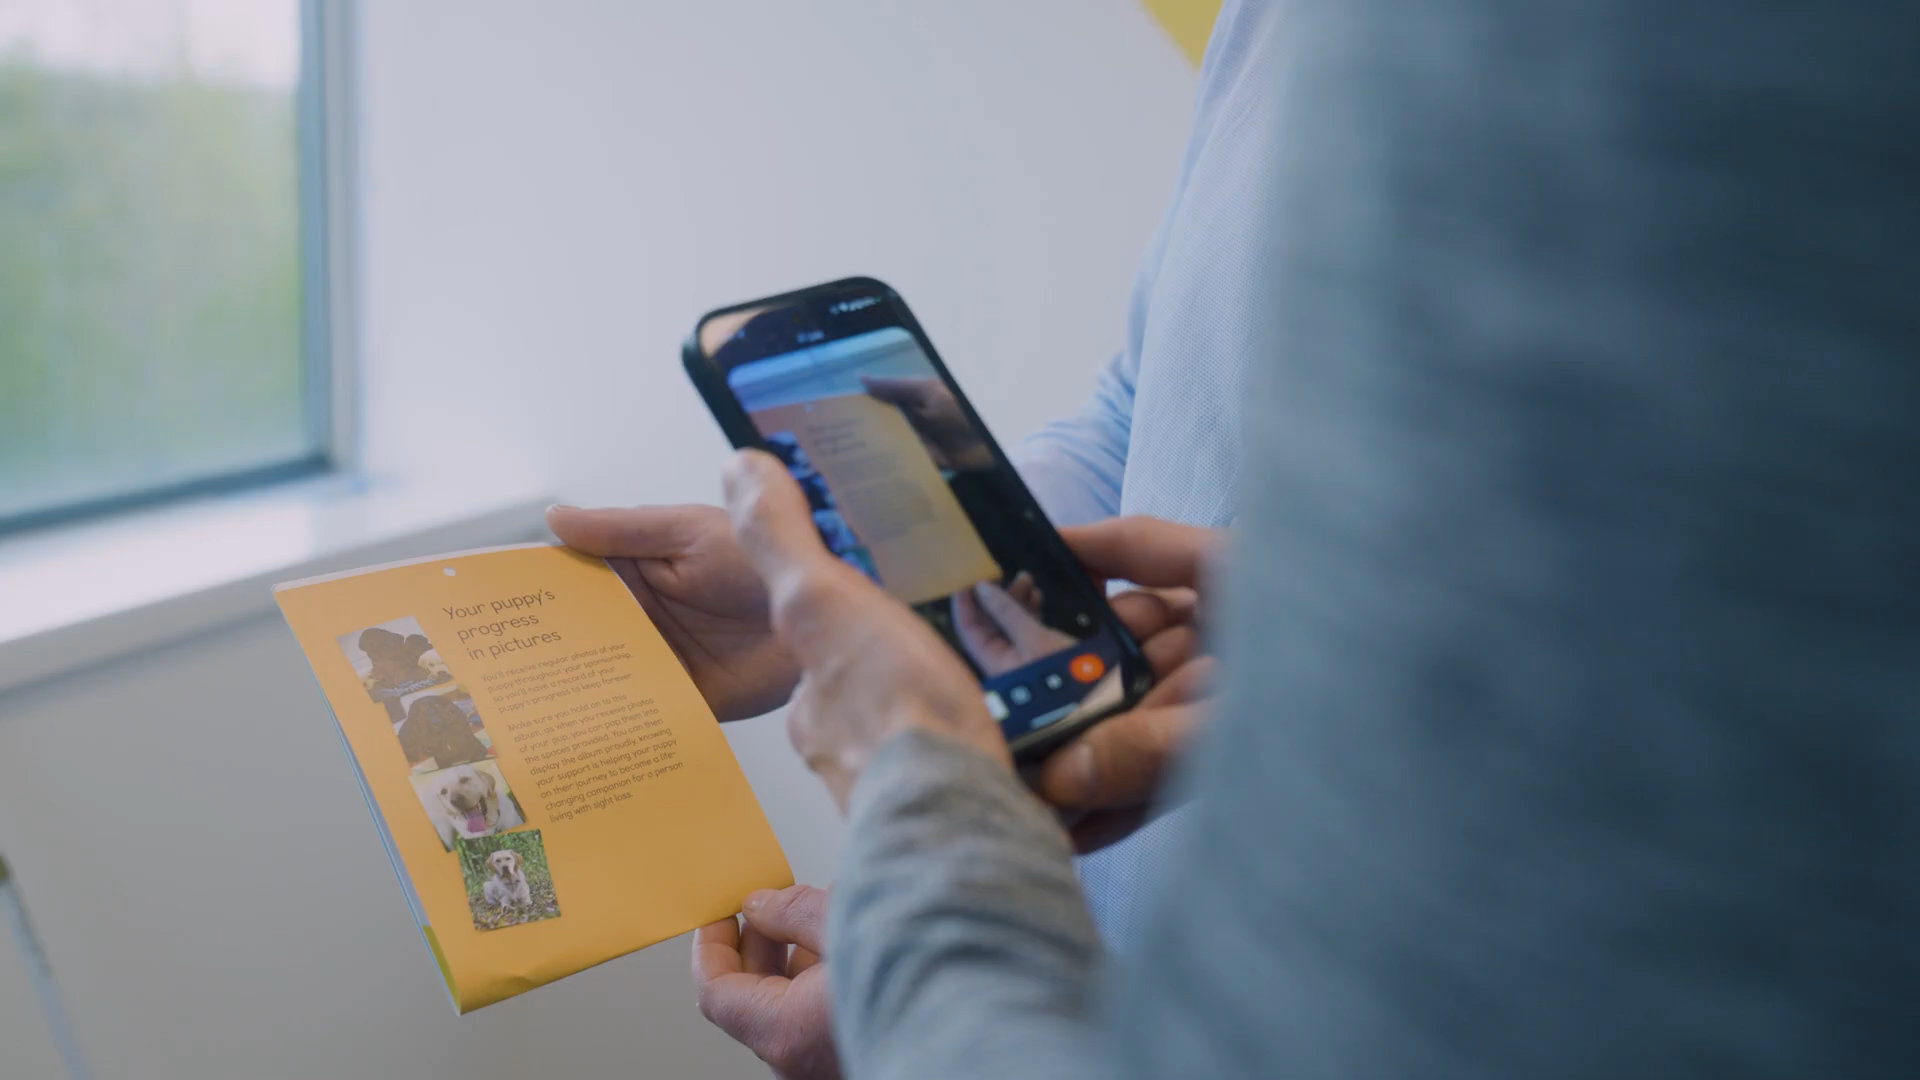 Your puppy's
progress
in pictures
You'll receive regular photos of your
puppy throughout your sponsorship,
so you'll have a record of your
puppy's progress to keep forever.
Make sure you hold on to this
album, as when you receive photos
of your pup, you can pop them into
the spaces provided. You can then
display the album proudly, knowing
your support is helping your puppy
on their journey to become a life-
changing companion for a person
living with sight loss.